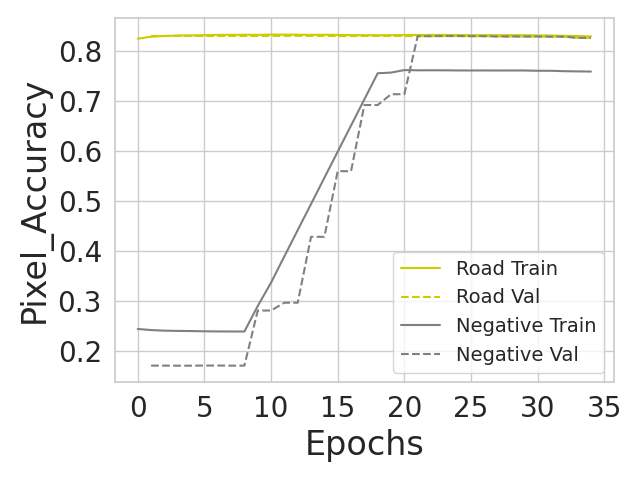 Pixel_Accuracy
0.8
0.7
0.6
0.5
0.4
0.3
0.2
Road Train
Road Val
Negative Train
Negative Val
0 5 10 15 20 25 30 35
Epochs